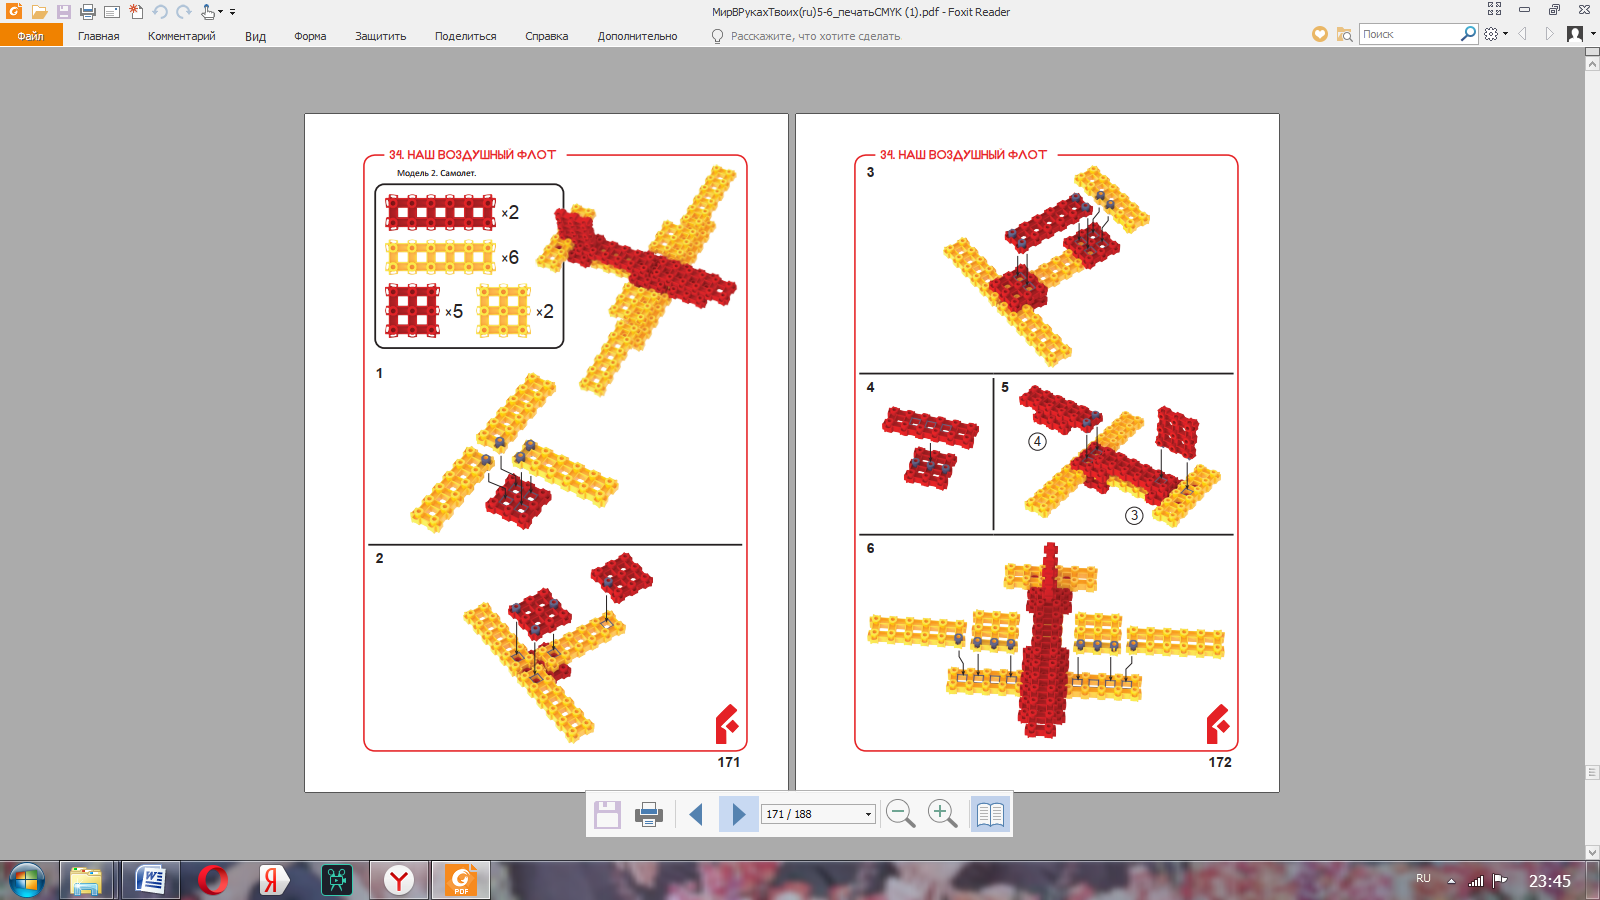 МирВРукахТвоих(ru)5-6_печатьCMYK (1).pdf - Foxit Reader
Файл Главная Комментарий Вид Форма Защитить Поделиться Справка Дополнительно Расскажите, что хотите сделать Поиск
34. НАШ ВОЗДУШНЫЙ ФЛОТ
Модель 2. Самолет.
×2
×6
×5 ×2
1
2
171
34. НАШ ВОЗДУШНЫЙ ФЛОТ
3
4 5
4
3
6
172
171 / 188
PDF
RU 23:45